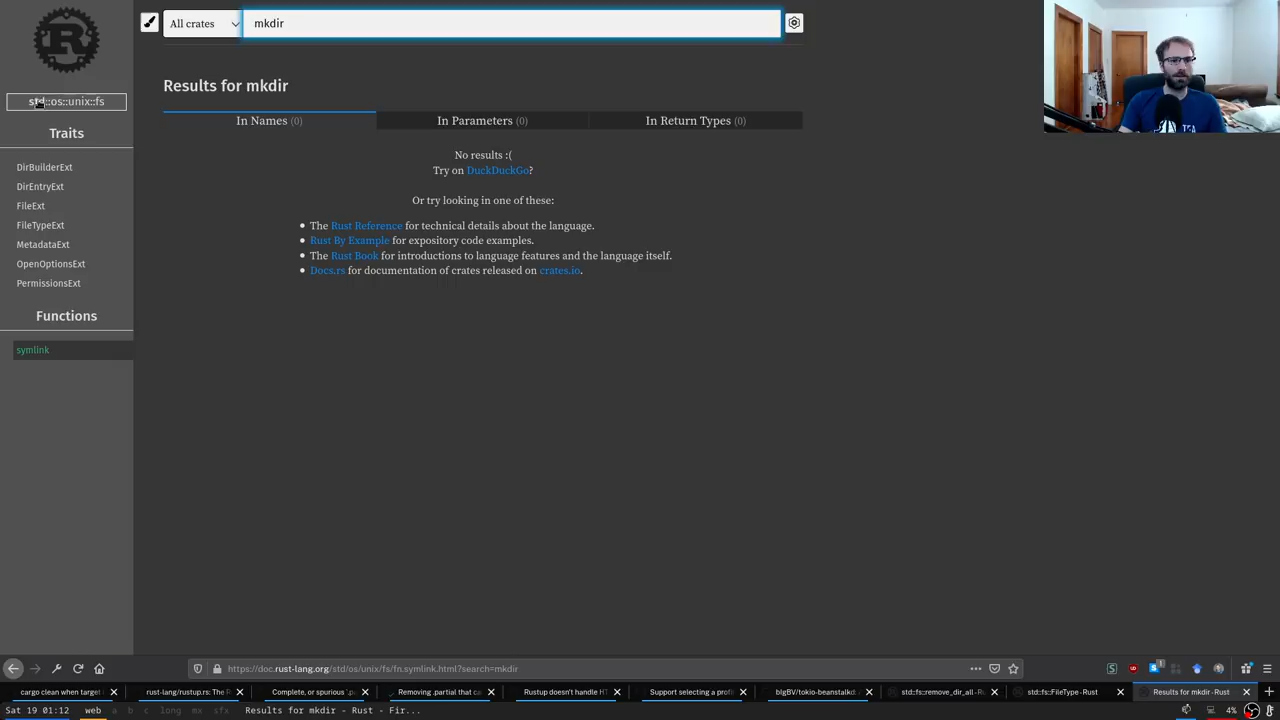 All crates
mkdir
std::os::unix::fs
Results for mkdir
Traits
In Names (0)
In Parameters (0)
In Return Types (0)
No results :(
Try on DuckDuckGo?
DirBuilderExt
DirEntryExt
FileExt
FileTypeExt
MetadataExt
OpenOptionsExt
PermissionsExt
Or try looking in one of these:
The Rust Reference for technical details about the language.
Rust By Example for expository code examples.
The Rust Book for introductions to language features and the language itself.
Docs.rs for documentation of crates released on crates.io.
Functions
symlink
https://doc.rust-lang.org/std/os/unix/fs/fn.symlink.html?search=mkdir
cargo clean when target
rust-lang/rustup.rs: The R
Complete, or spurious '.p
Removing .partial that ca
Rustup doesn't handle HT
Support selecting a profi
blgBV/tokio-beanstalkd:
std::fs::remove_dir_all - R
std::fs::FileType - Rust
Results for mkdir - Rust
Sat 19 01:12
web
a
b
c
long
mx
sfx
Results for mkdir - Rust - Fir...
4%